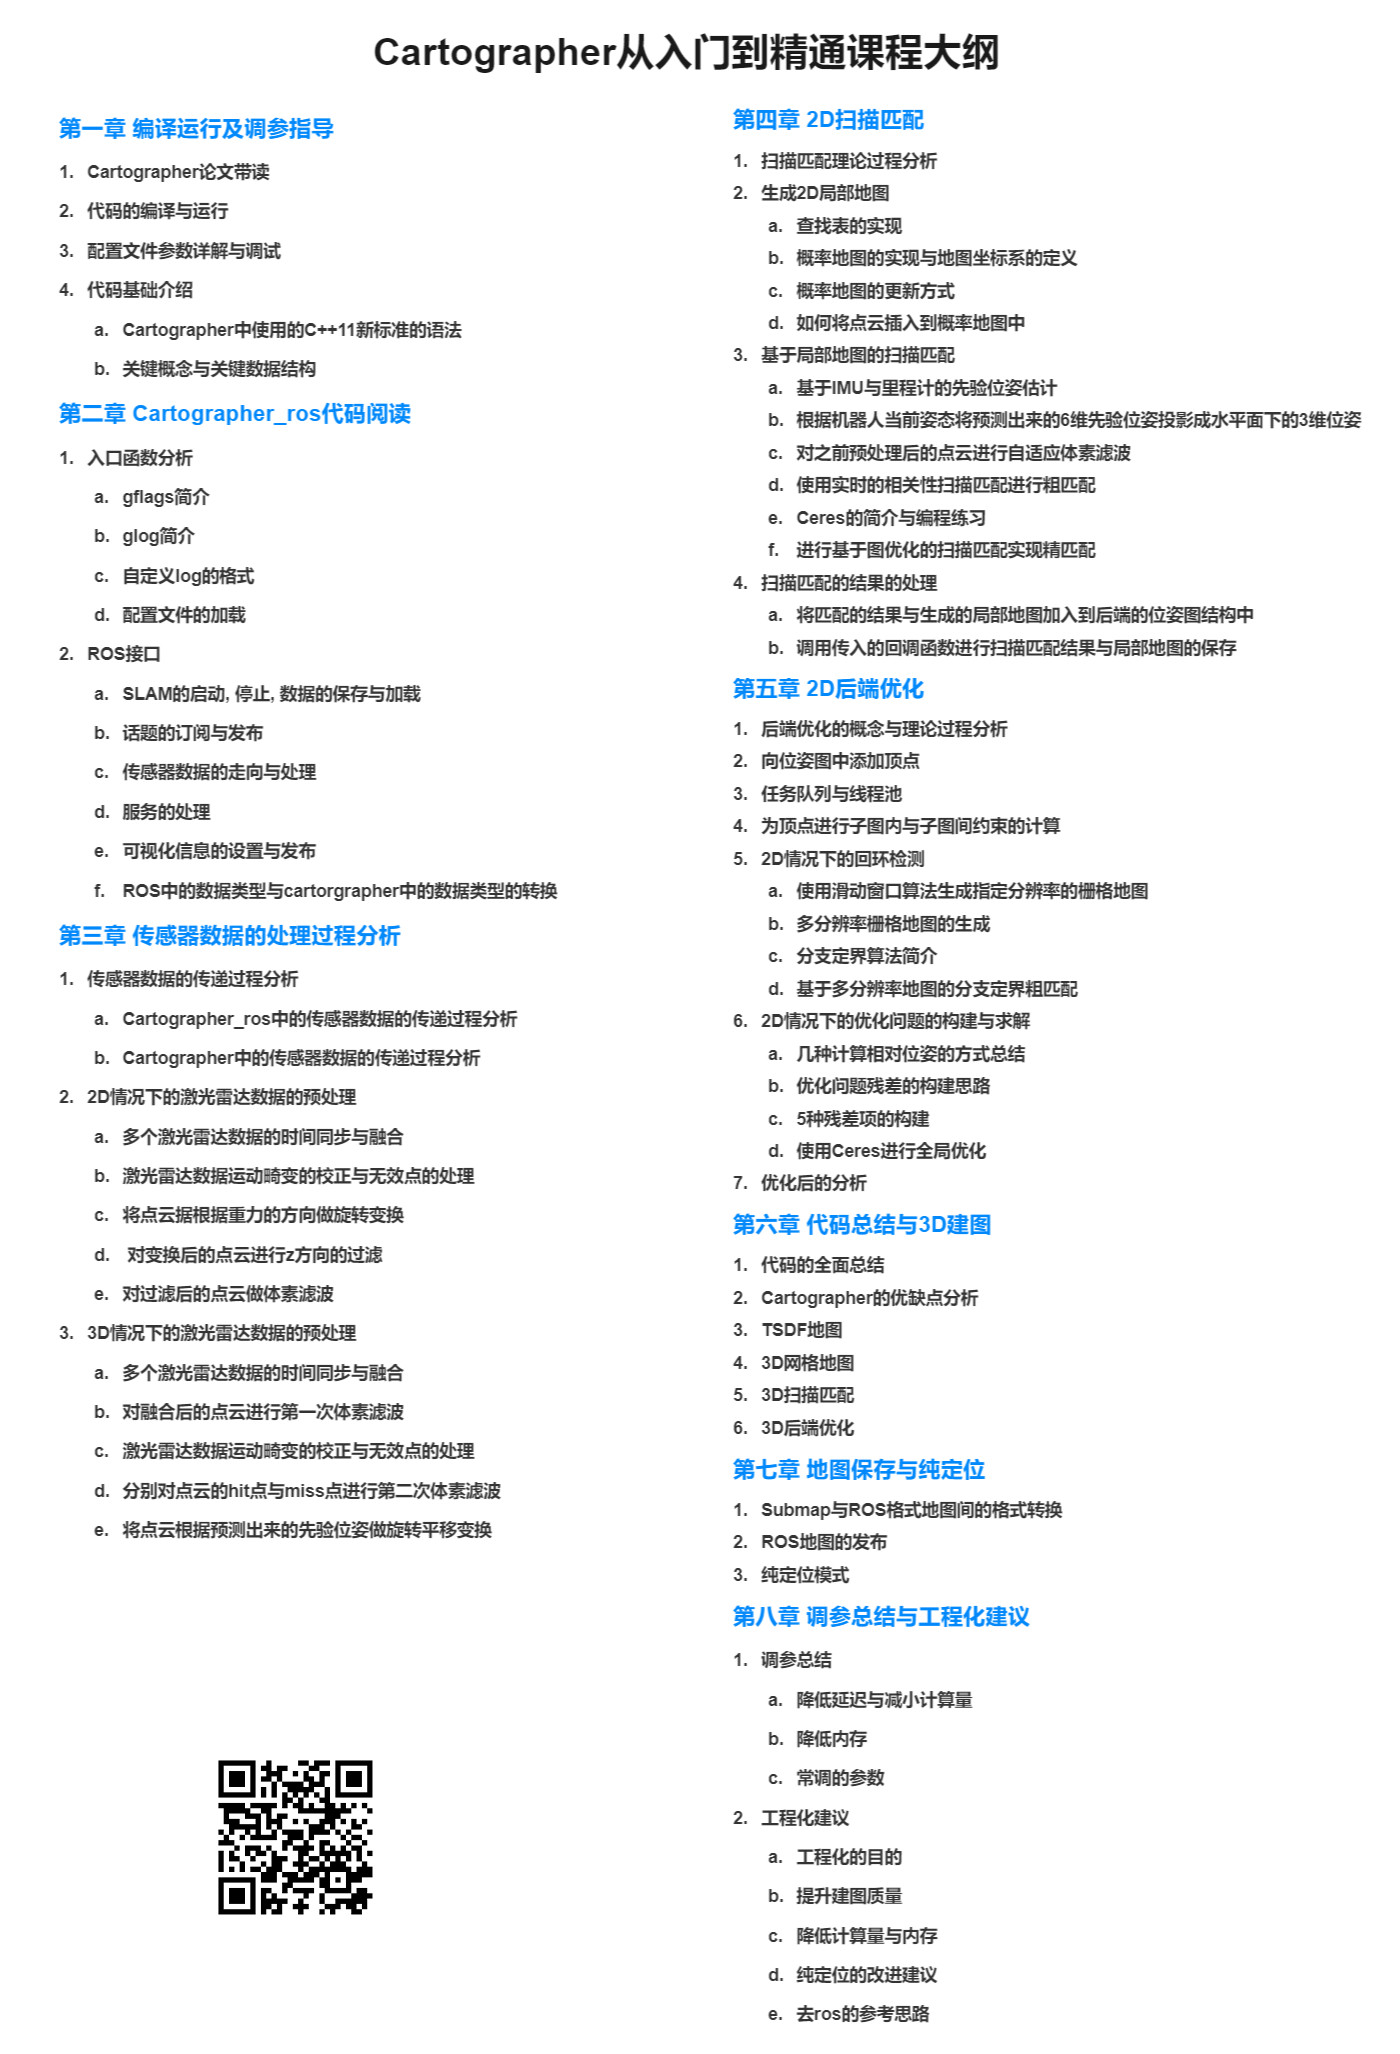 Cartographer从入门到精通课程大纲
第一章 编译运行及调参指导
1. Cartographer论文带读
2. 代码的编译与运行
3. 配置文件参数详解与调试
4. 代码基础介绍
a. Cartographer中使用的C++11新标准的语法
b. 关键概念与关键数据结构
第二章 Cartographer_ros代码阅读
1. 入口函数分析
a. gflags简介
b. glog简介
c. 自定义log的格式
d. 配置文件的加载
2. ROS接口
a. SLAM的启动, 停止, 数据的保存与加载
b. 话题的订阅与发布
c. 传感器数据的走向与处理
d. 服务的处理
e. 可视化信息的设置与发布
f. ROS中的数据类型与cartorgrapher中的数据类型的转换
第三章 传感器数据的处理过程分析
1. 传感器数据的传递过程分析
a. Cartographer_ros中的传感器数据的传递过程分析
b. Cartographer中的传感器数据的传递过程分析
2. 2D情况下的激光雷达数据的预处理
a. 多个激光雷达数据的时间同步与融合
b. 激光雷达数据运动畸变的校正与无效点的处理
c. 将点云据根据重力的方向做旋转变换
d. 对变换后的点云进行z方向的过滤
e. 对过滤后的点云做体素滤波
3. 3D情况下的激光雷达数据的预处理
a. 多个激光雷达数据的时间同步与融合
b. 对融合后的点云进行第一次体素滤波
c. 激光雷达数据运动畸变的校正与无效点的处理
d. 分别对点云的hit点与miss点进行第二次体素滤波
e. 将点云根据预测出来的先验位姿做旋转平移变换
第四章 2D扫描匹配
1. 扫描匹配理论过程分析
2. 生成2D局部地图
a. 查找表的实现
b. 概率地图的实现与地图坐标系的定义
c. 概率地图的更新方式
d. 如何将点云插入到概率地图中
3. 基于局部地图的扫描匹配
a. 基于IMU与里程计的先验位姿估计
b. 根据机器人当前姿态将预测出来的6维先验位姿投影成水平面下的3维位姿
c. 对之前预处理后的点云进行自适应体素滤波
d. 使用实时的相关性扫描匹配进行粗匹配
e. Ceres的简介与编程练习
f. 进行基于图优化的扫描匹配实现精匹配
4. 扫描匹配的结果的处理
a. 将匹配的结果与生成的局部地图加入到后端的位姿图结构中
b. 调用传入的回调函数进行扫描匹配结果与局部地图的保存
第五章 2D后端优化
1. 后端优化的概念与理论过程分析
2. 向位姿图中添加顶点
3. 任务队列与线程池
4. 为顶点进行子图内与子图间约束的计算
5. 2D情况下的回环检测
a. 使用滑动窗口算法生成指定分辨率的栅格地图
b. 多分辨率栅格地图的生成
c. 分支定界算法简介
d. 基于多分辨率地图的分支定界粗匹配
6. 2D情况下的优化问题的构建与求解
a. 几种计算相对位姿的方式总结
b. 优化问题残差的构建思路
c. 5种残差项的构建
d. 使用Ceres进行全局优化
7. 优化后的分析
第六章 代码总结与3D建图
1. 代码的全面总结
2. Cartographer的优缺点分析
3. TSDF地图
4. 3D网格地图
5. 3D扫描匹配
6. 3D后端优化
第七章 地图保存与纯定位
1. Submap与ROS格式地图间的格式转换
2. ROS地图的发布
3. 纯定位模式
第八章 调参总结与工程化建议
1. 调参总结
a. 降低延迟与减小计算量
b. 降低内存
c. 常调的参数
2. 工程化建议
a. 工程化的目的
b. 提升建图质量
c. 降低计算量与内存
d. 纯定位的改进建议
e. 去ros的参考思路